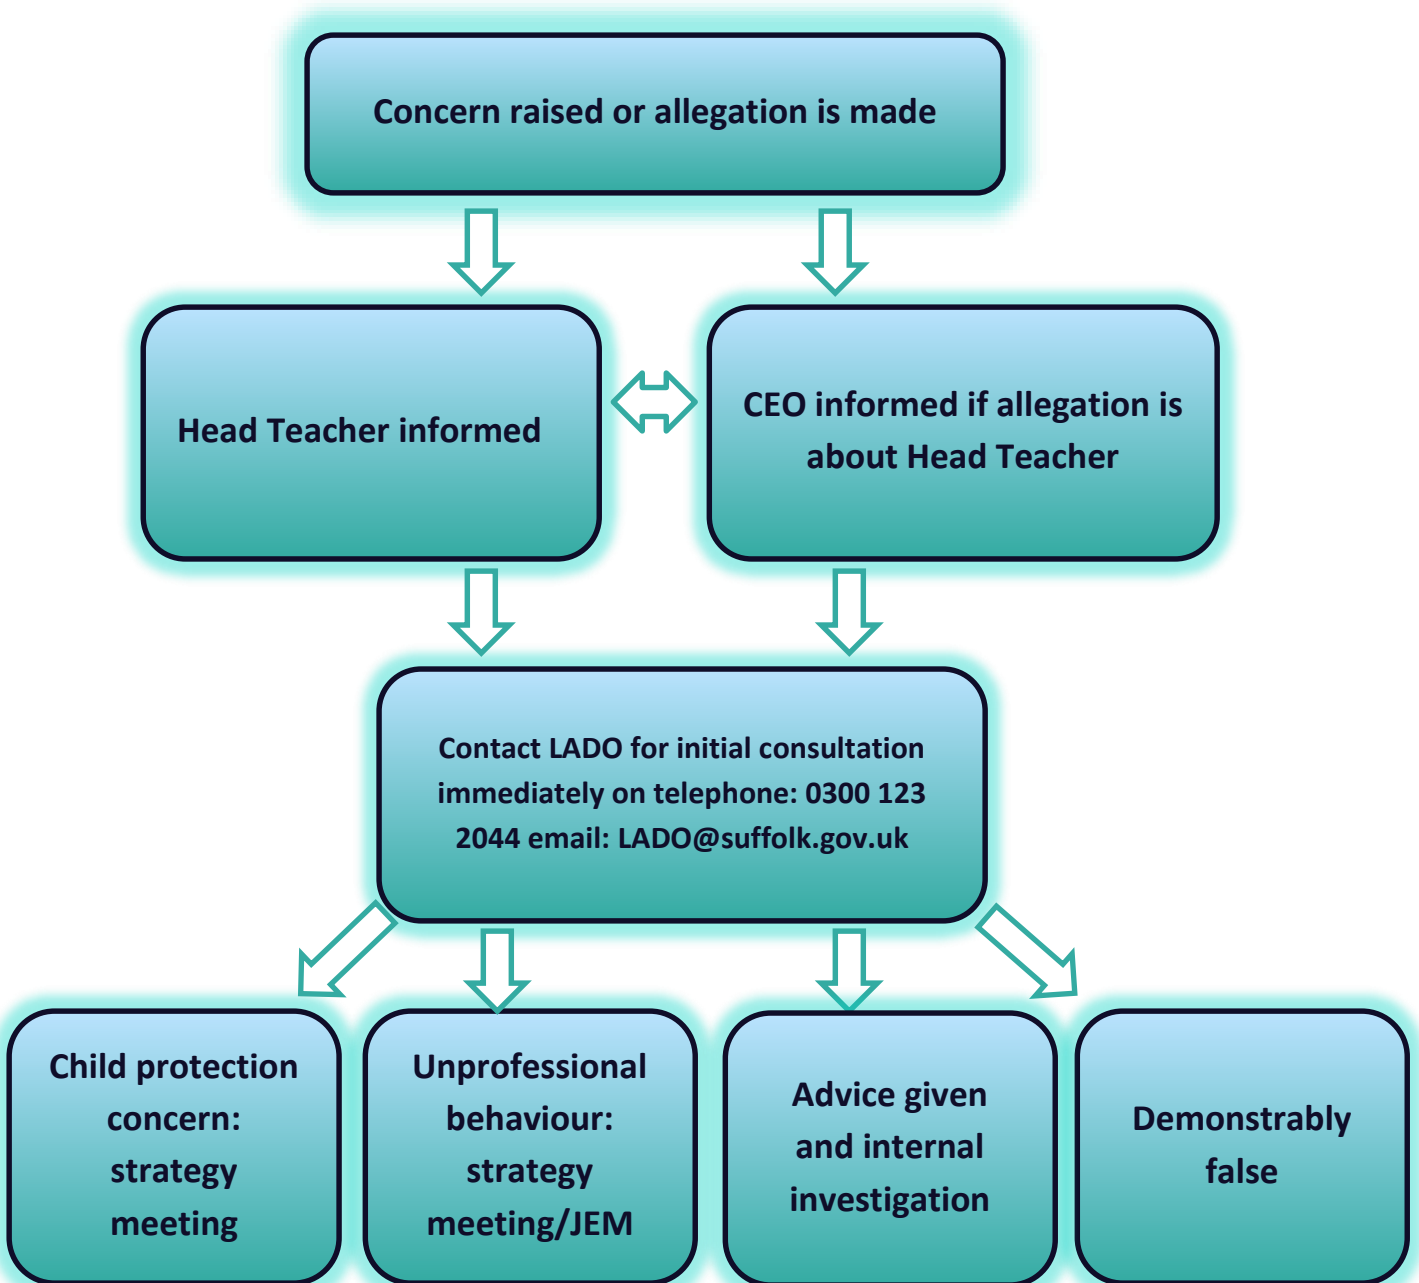 Concern raised or allegation is made
Head Teacher informed
CEO informed if allegation is
about Head Teacher
Contact LADO for initial consultation
immediately on telephone: 0300 123
2044 email: LADO@suffolk.gov.uk
Child protection
concern:
strategy
meeting
Unprofessional
behaviour:
strategy
meeting/JEM
Advice given
and internal
investigation
Demonstrably
false